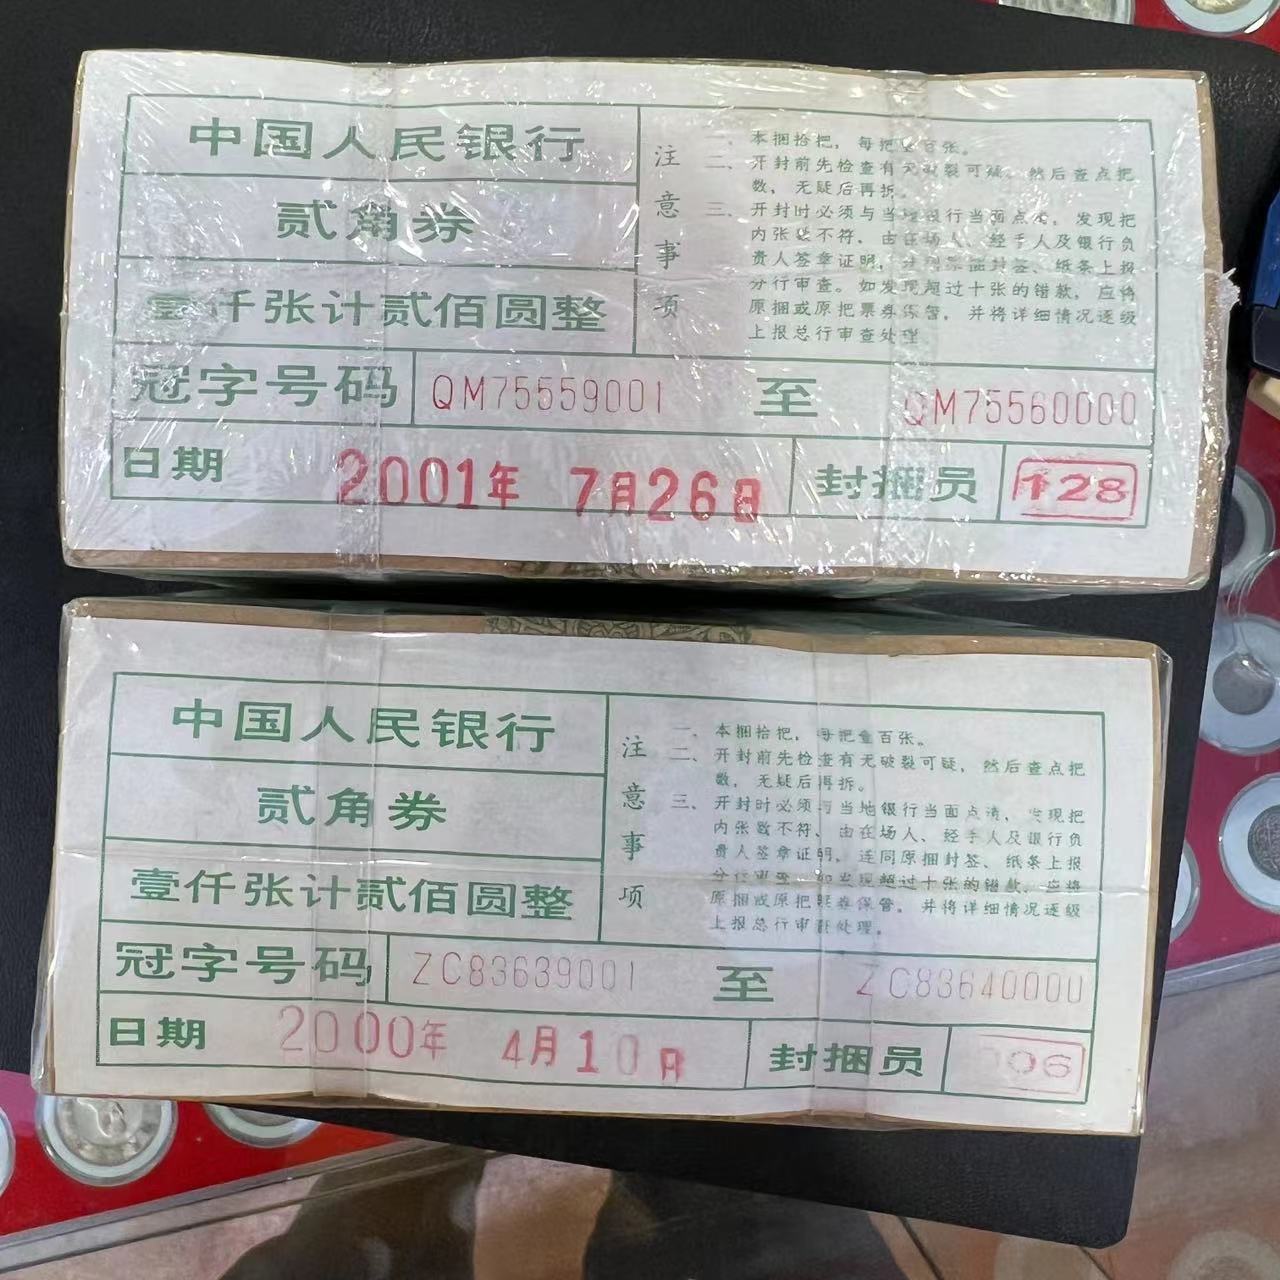 中国人民银行
贰角券
壹仟张计贰佰圆整
注意事项
一、本捆拾把，每把壹百张。
二、开封前先检查有无破裂可疑，然后查点把
数，无疑后再拆。
三、开封时必须与当地银行当面点清，发现把
内张数不符，由在场人、经手人及银行负
责人签章证明，连同原捆封签、纸条上报
分行审查。如发现超过十张的错款，应将
原捆或原把票券保管，并将详细情况逐级
上报总行审查处理
冠字号码 QM75559001 至 QM75560000
日期 2001年 7月26日 封捆员 128
中国人民银行
贰角券
壹仟张计贰佰圆整
注意事项
一、本捆拾把，每把壹百张。
二、开封前先检查有无破裂可疑，然后查点把
数，无疑后再拆。
三、开封时必须与当地银行当面点清，发现把
内张数不符、由在场人、经手人及银行负
责人签章证明，连同原捆封签、纸条上报
分行审查。如发现超过十张的错款，应将
原捆或原把票券保管，并将详细情况逐级
上报总行审查处理。
冠字号码 ZC83639001 至 ZC83640000
日期 2000年 4月10日 封捆员 006